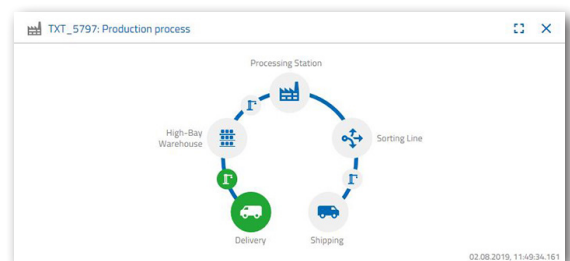 TXT_5797: Production process
Processing Station
High-Bay
Warehouse
Sorting Line
Delivery
Shipping
02.08.2019, 11:49:34.161